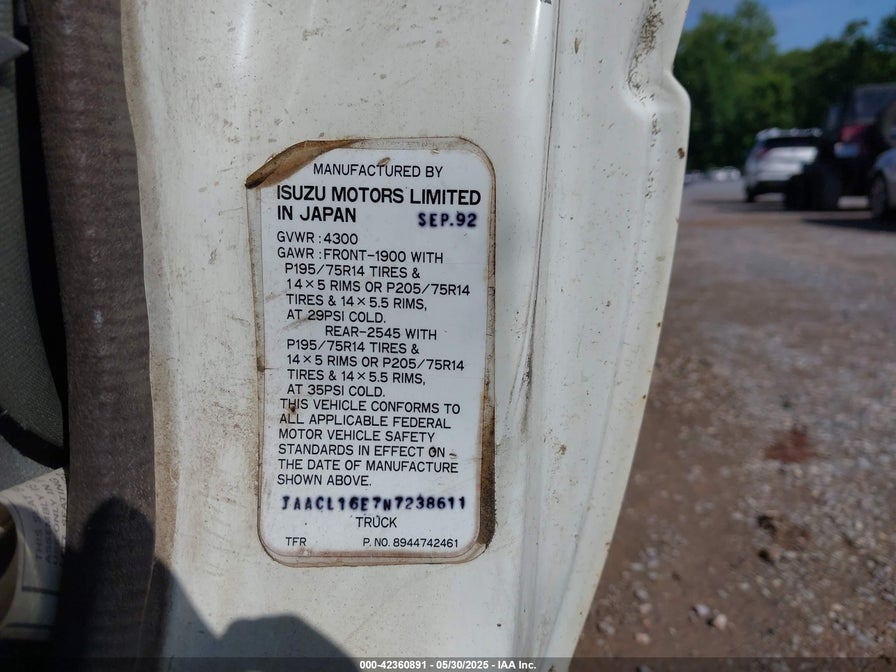 MANUFACTURED BY
ISUZU MOTORS LIMITED
IN JAPAN SEP.92
GVWR : 4300
GAWR : FRONT-1900 WITH
P195/75R14 TIRES &
14 × 5 RIMS OR P205/75R14
TIRES & 14 × 5.5 RIMS,
AT 29PSI COLD.
REAR-2545 WITH
P195/75R14 TIRES &
14 × 5 RIMS OR P205/75R14
TIRES & 14 × 5.5 RIMS,
AT 35PSI COLD.
THIS VEHICLE CONFORMS TO
ALL APPLICABLE FEDERAL
MOTOR VEHICLE SAFETY
STANDARDS IN EFFECT ON
THE DATE OF MANUFACTURE
SHOWN ABOVE.
JAACL16E7N7238611
TRUCK
TFR P. NO. 8944742461
000-42360891 - 05/30/2025 - IAA Inc.